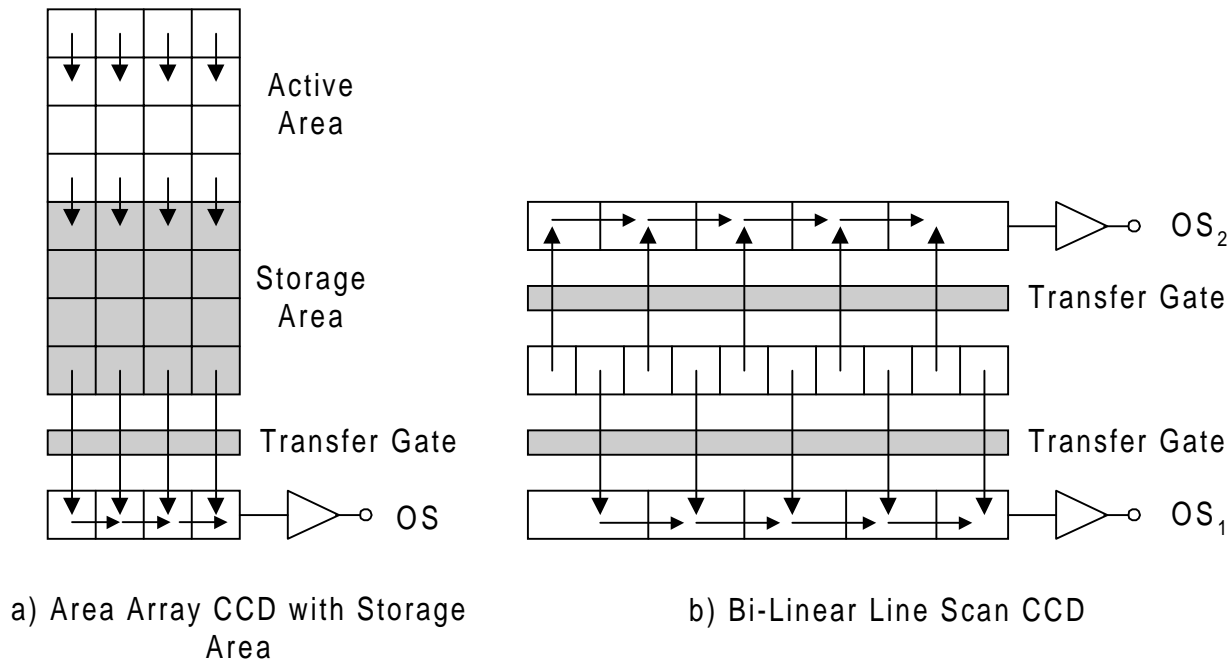 Active
Area
Storage
Area
Transfer Gate
OS
a) Area Array CCD with Storage
Area
OS₂
Transfer Gate
Transfer Gate
OS₁
b) Bi-Linear Line Scan CCD